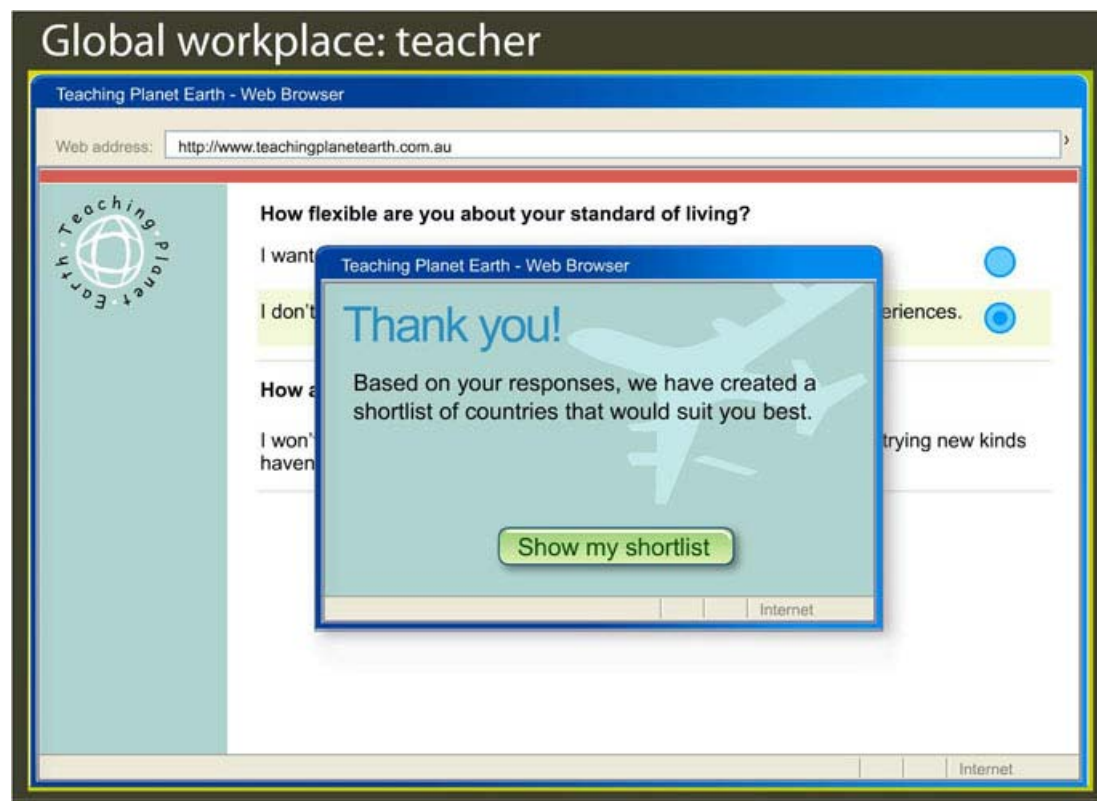 Global workplace: teacher
Teaching Planet Earth - Web Browser
Web address: http://www.teachingplanetearth.com.au
Teaching Planet Earth
How flexible are you about your standard of living?
I want
Teaching Planet Earth - Web Browser
I don't
eriences.
Thank you!
Based on your responses, we have created a
shortlist of countries that would suit you best.
How a
I won'
trying new kinds
haven
Show my shortlist
Internet
Internet